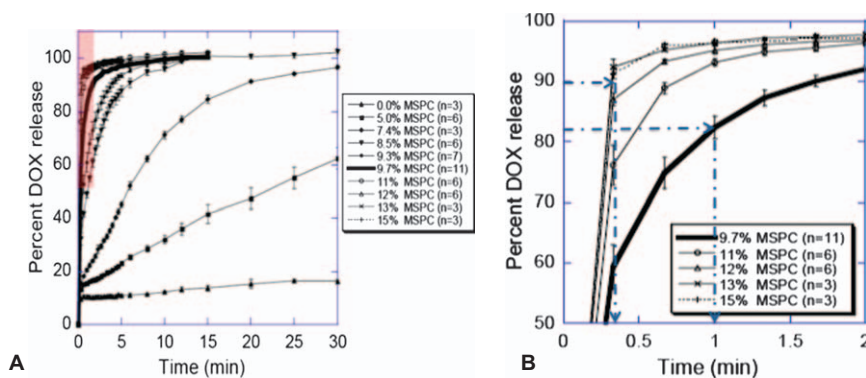 A
Percent DOX release
100
80
60
40
20
0
0 5 10 15 20 25 30
Time (min)
0.0% MSPC (n=3)
5.0% MSPC (n=6)
7.4% MSPC (n=3)
8.5% MSPC (n=6)
9.3% MSPC (n=7)
9.7% MSPC (n=11)
11% MSPC (n=6)
12% MSPC (n=6)
13% MSPC (n=3)
15% MSPC (n=3)
B
Percent DOX release
100
90
80
70
60
50
0 0.5 1 1.5 2
Time (min)
9.7% MSPC (n=11)
11% MSPC (n=6)
12% MSPC (n=6)
13% MSPC (n=3)
15% MSPC (n=3)